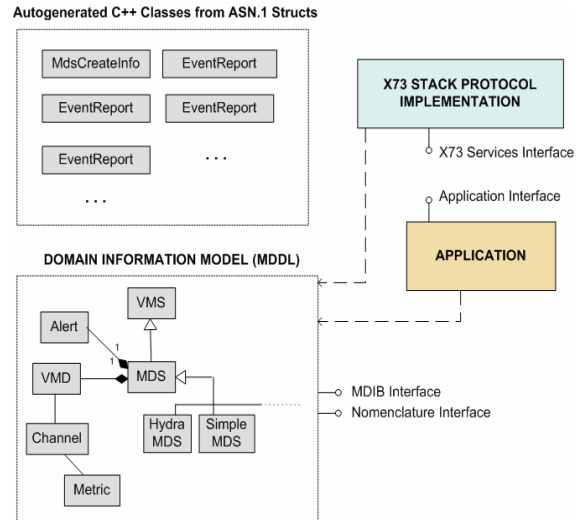 Autogenerated C++ Classes from ASN.1 Structs
MdsCreateInfo
EventReport
EventReport
EventReport
EventReport
. . .
. . .
X73 STACK PROTOCOL
IMPLEMENTATION
X73 Services Interface
Application Interface
APPLICATION
DOMAIN INFORMATION MODEL (MDDL)
VMS
Alert
1
1
VMD
MDS
Channel
Hydra
MDS
Simple
MDS
Metric
MDIB Interface
Nomenclature Interface